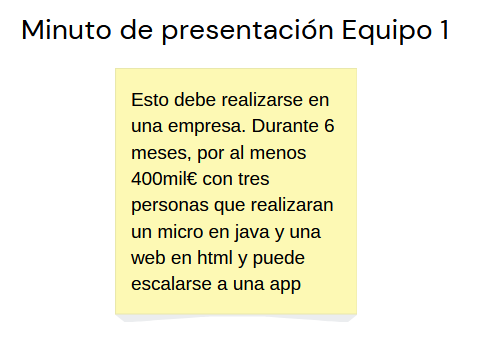 Minuto de presentación Equipo 1
Esto debe realizarse en
una empresa. Durante 6
meses, por al menos
400mil€ con tres
personas que realizaran
un micro en java y una
web en html y puede
escalarse a una app